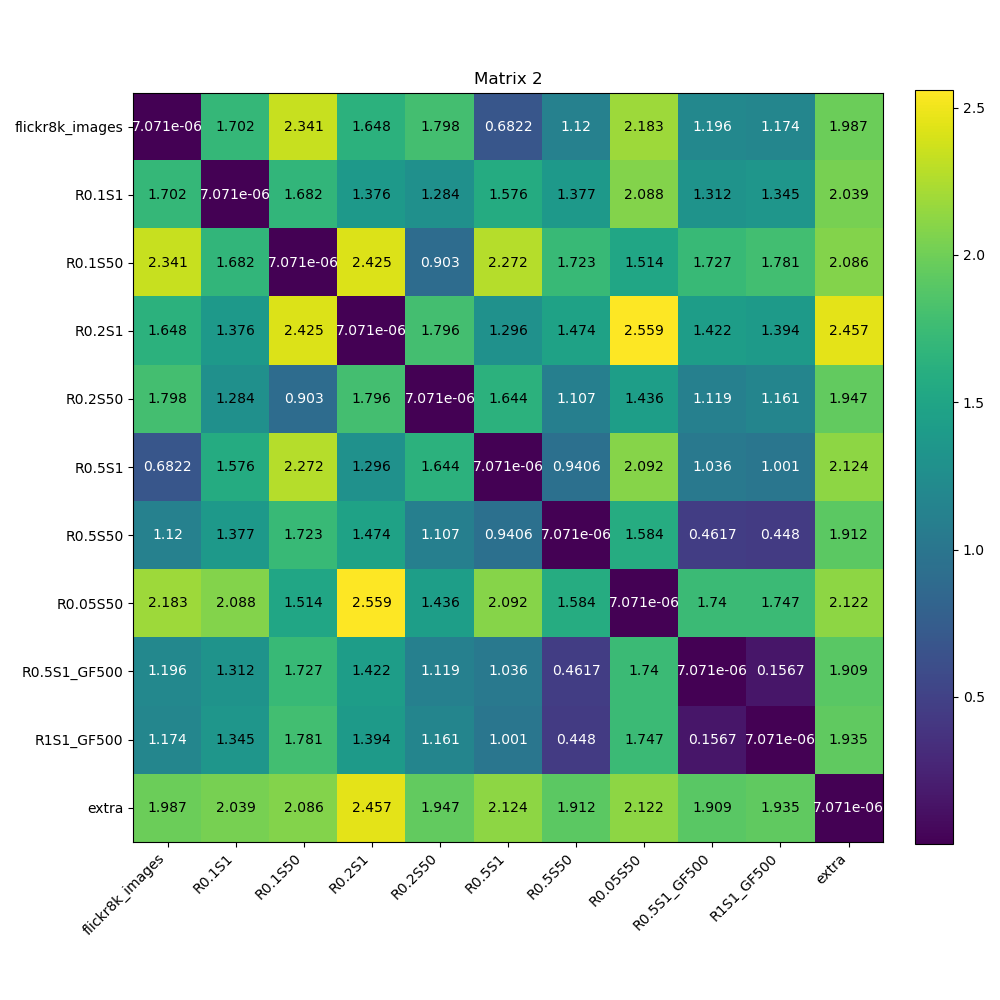 Matrix 2
flickr8k_images 7.071e-06 1.702 2.341 1.648 1.798 0.6822 1.12 2.183 1.196 1.174 1.987
R0.1S1 1.702 7.071e-06 1.682 1.376 1.284 1.576 1.377 2.088 1.312 1.345 2.039
R0.1S50 2.341 1.682 7.071e-06 2.425 0.903 2.272 1.723 1.514 1.727 1.781 2.086
R0.2S1 1.648 1.376 2.425 7.071e-06 1.796 1.296 1.474 2.559 1.422 1.394 2.457
R0.2S50 1.798 1.284 0.903 1.796 7.071e-06 1.644 1.107 1.436 1.119 1.161 1.947
R0.5S1 0.6822 1.576 2.272 1.296 1.644 7.071e-06 0.9406 2.092 1.036 1.001 2.124
R0.5S50 1.12 1.377 1.723 1.474 1.107 0.9406 7.071e-06 1.584 0.4617 0.448 1.912
R0.05S50 2.183 2.088 1.514 2.559 1.436 2.092 1.584 7.071e-06 1.74 1.747 2.122
R0.5S1_GF500 1.196 1.312 1.727 1.422 1.119 1.036 0.4617 1.74 7.071e-06 0.1567 1.909
R1S1_GF500 1.174 1.345 1.781 1.394 1.161 1.001 0.448 1.747 0.1567 7.071e-06 1.935
extra 1.987 2.039 2.086 2.457 1.947 2.124 1.912 2.122 1.909 1.935 7.071e-06
flickr8k_images R0.1S1 R0.1S50 R0.2S1 R0.2S50 R0.5S1 R0.5S50 R0.05S50 R0.5S1_GF500 R1S1_GF500 extra
2.5
2.0
1.5
1.0
0.5